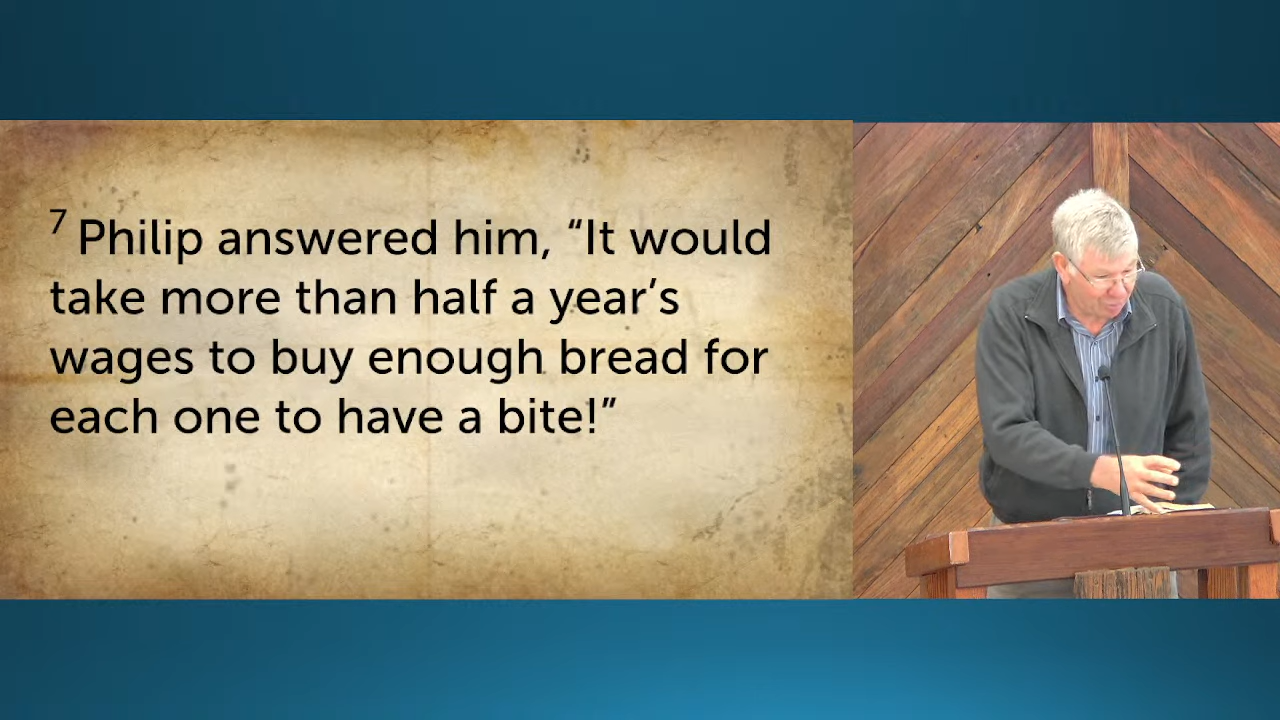 7 Philip answered him, “It would
take more than half a year’s
wages to buy enough bread for
each one to have a bite!”